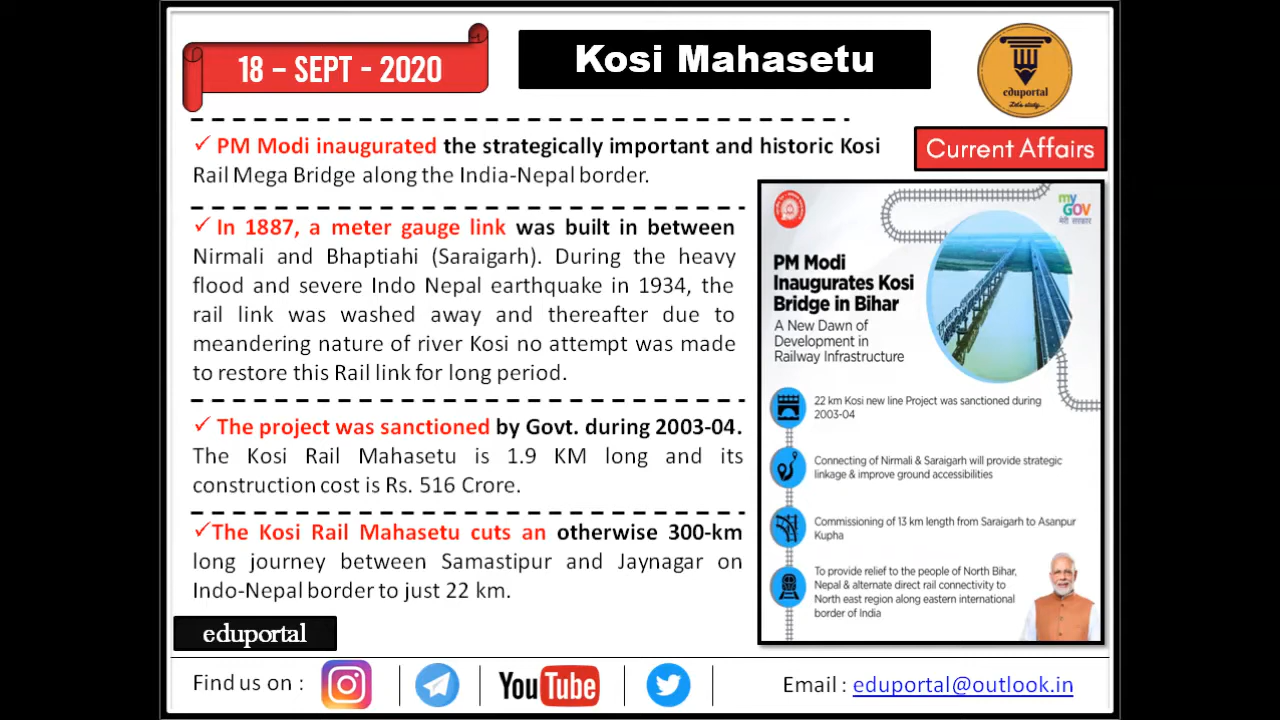 18 – SEPT - 2020
Kosi Mahasetu
eduportal
Let's study...
Current Affairs
✓ PM Modi inaugurated the strategically important and historic Kosi
Rail Mega Bridge along the India-Nepal border.
✓ In 1887, a meter gauge link was built in between
Nirmali and Bhaptiahi (Saraigarh). During the heavy
flood and severe Indo Nepal earthquake in 1934, the
rail link was washed away and thereafter due to
meandering nature of river Kosi no attempt was made
to restore this Rail link for long period.
✓ The project was sanctioned by Govt. during 2003-04.
The Kosi Rail Mahasetu is 1.9 KM long and its
construction cost is Rs. 516 Crore.
✓The Kosi Rail Mahasetu cuts an otherwise 300-km
long journey between Samastipur and Jaynagar on
Indo-Nepal border to just 22 km.
my
GOV
मेरी सरकार
PM Modi
Inaugurates Kosi
Bridge in Bihar
A New Dawn of
Development in
Railway Infrastructure
22 km Kosi new line Project was sanctioned during
2003-04
Connecting of Nirmali & Saraigarh will provide strategic
linkage & improve ground accessibilities
Commissioning of 13 km length from Saraigarh to Asanpur
Kupha
To provide relief to the people of North Bihar,
Nepal & alternate direct rail connectivity to
North east region along eastern international
border of India
eduportal
Find us on :
YouTube
Email : eduportal@outlook.in